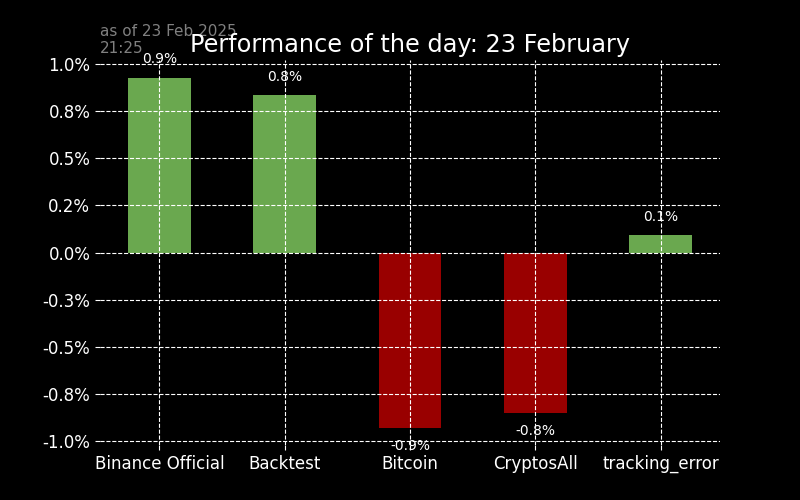 as of 23 Feb 2025
21:25
Performance of the day: 23 February
1.0%
0.8%
0.5%
0.2%
0.0%
-0.3%
-0.5%
-0.8%
-1.0%
0.9%
0.8%
-0.9%
-0.8%
0.1%
Binance Official
Backtest
Bitcoin
CryptosAll
tracking_error